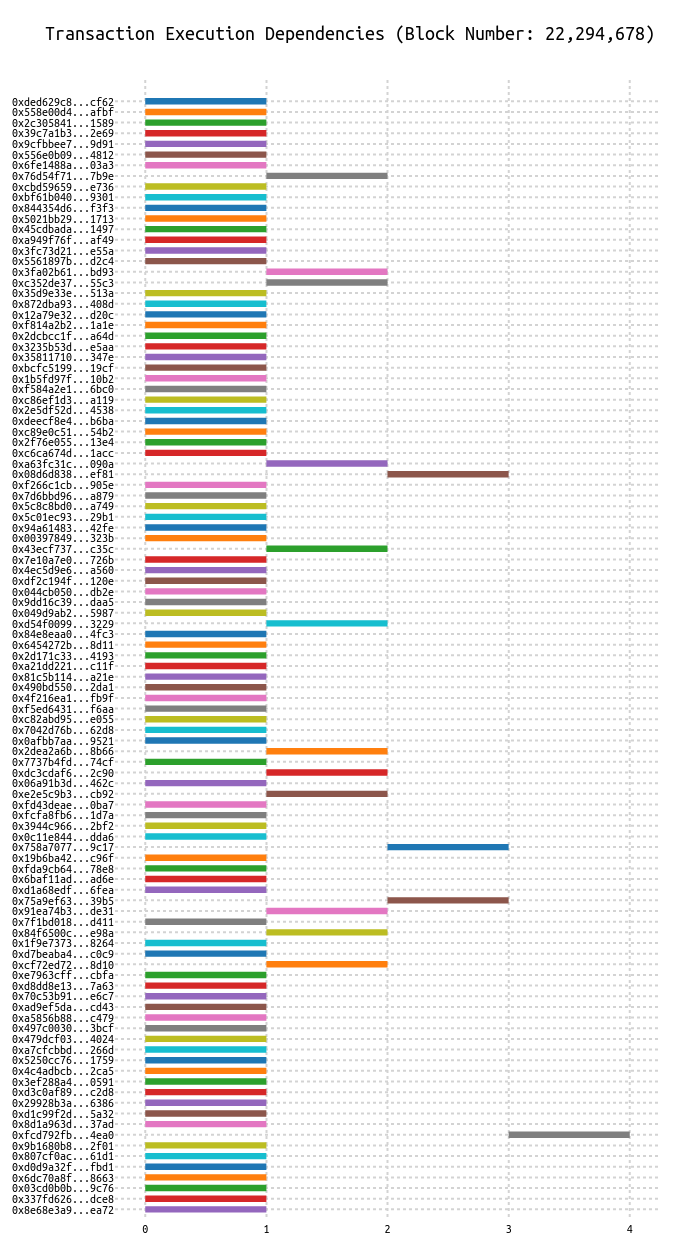 Transaction Execution Dependencies (Block Number: 22,294,678)
0xded629c8...cf62
0x558e00d4...afbf
0x2c305841...1589
0x39c7a1b3...2e69
0x9cfbbee7...9d91
0x556e0b09...4812
0x6fe1488a...03a3
0x76d54f71...7b9e
0xcbd59659...e736
0xbf61b040...9301
0x844354d6...f3f3
0x5021bb29...1713
0x45cdbada...1497
0xa949f76f...af49
0x3fc73d21...e55a
0x5561897b...d2c4
0x3fa02b61...bd93
0xc352de37...55c3
0x35d9e33e...513a
0x872dba93...408d
0x12a79e32...d20c
0xf814a2b2...1a1e
0x2dcbcc1f...a64d
0x3235b53d...e5aa
0x35811710...347e
0xbcfc5199...19cf
0x1b5fd97f...10b2
0xf584a2e1...6bc0
0xc86ef1d3...a119
0x2e5df52d...4538
0xdeecf8e4...b6ba
0xc89e0c51...54b2
0x2f76e055...13e4
0xc6ca674d...1acc
0xa63fc31c...090a
0x08d6d838...ef81
0xf266c1cb...905e
0x7d6bbd96...a879
0x5c8c8bd0...a749
0x5c01ec93...29b1
0x94a61483...42fe
0x00397849...323b
0x43ecf737...c35c
0x7e10a7e0...726b
0x4ec5d9e6...a560
0xdf2c194f...120e
0x044cb050...db2e
0x9dd16c39...daa5
0x049d9ab2...5987
0xd54f0099...3229
0x84e8eaa0...4fc3
0x6454272b...8d11
0x2d171c33...4193
0xa21dd221...c11f
0x81c5b114...a21e
0x490bd550...2da1
0x4f216ea1...fb9f
0xf5ed6431...f6aa
0xc82abd95...e055
0x7042d76b...62d8
0x0afbb7aa...9521
0x2dea2a6b...8b66
0x7737b4fd...74cf
0xdc3cdaf6...2c90
0x06a91b3d...462c
0xe2e5c9b3...cb92
0xfd43deae...0ba7
0xfcfa8fb6...1d7a
0x3944c966...2bf2
0x0c11e844...dda6
0x758a7077...9c17
0x19b6ba42...c96f
0xfda9cb64...78e8
0x6baf11ad...ad6e
0xd1a68edf...6fea
0x75a9ef63...39b5
0x91ea74b3...de31
0x7f1bd018...d411
0x84f6500c...e98a
0x1f9e7373...8264
0xd7beaba4...c0c9
0xcf72ed72...8d10
0xe7963cff...cbfa
0xd8dd8e13...7a63
0x70c53b91...e6c7
0xad9ef5da...cd43
0xa5856b88...c479
0x497c0030...3bcf
0x479dcf03...4024
0xa7cfcbbd...266d
0x5250cc76...1759
0x4c4adbcb...2ca5
0x3ef288a4...0591
0xd3c0af89...c2d8
0x29928b3a...6386
0xd1c99f2d...5a32
0x8d1a963d...37ad
0xfcd792fb...4ea0
0x9b1680b8...2f01
0x807cf0ac...61d1
0xd0d9a32f...fbd1
0x6dc70a8f...8663
0x03cd0b0b...9c76
0x337fd626...dce8
0x8e68e3a9...ea72
0 1 2 3 4